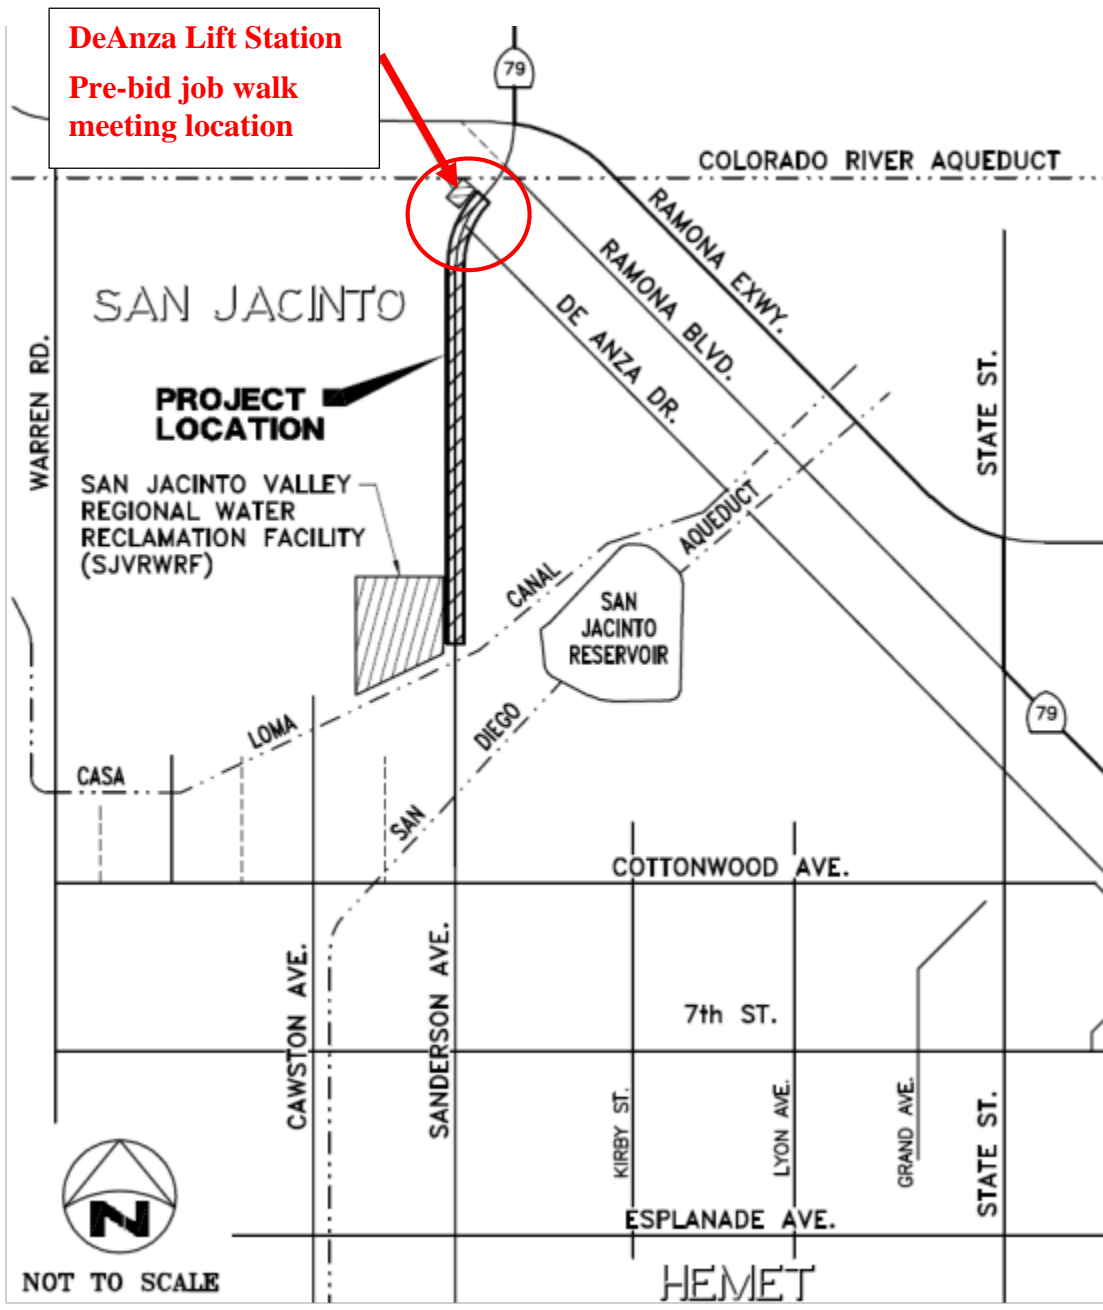 DeAnza Lift Station
Pre-bid job walk
meeting location
79
COLORADO RIVER AQUEDUCT
RAMONA EXWY.
RAMONA BLVD.
DE ANZA DR.
SAN JACINTO
WARREN RD.
STATE ST.
PROJECT
LOCATION
SAN JACINTO VALLEY
REGIONAL WATER
RECLAMATION FACILITY
(SJVRWRF)
CANAL
AQUEDUCT
SAN
JACINTO
RESERVOIR
LOMA
DIEGO
79
CASA
SAN
COTTONWOOD AVE.
CAWSTON AVE.
SANDERSON AVE.
7th ST.
KIRBY ST.
LYON AVE.
GRAND AVE.
STATE ST.
N
ESPLANADE AVE.
NOT TO SCALE
HEMET